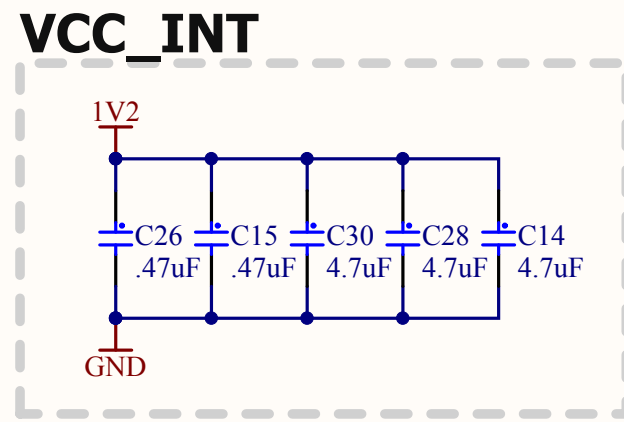 VCC_INT
1V2
C26 C15 C30 C28 C14
.47uF .47uF 4.7uF 4.7uF 4.7uF
GND